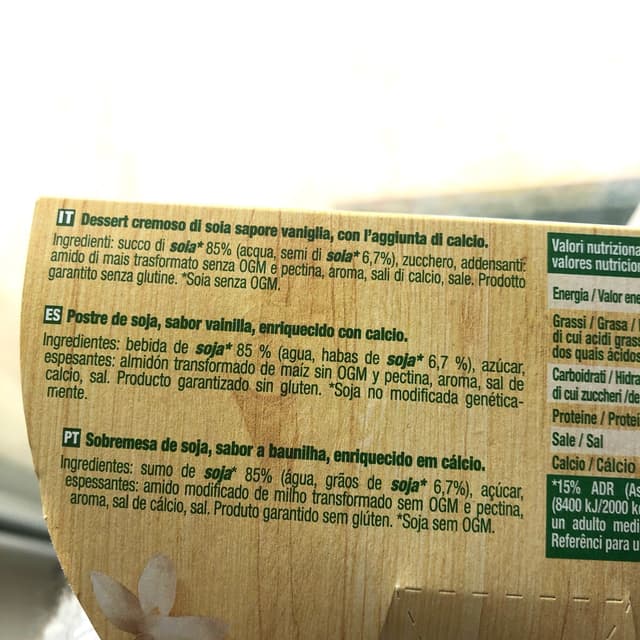 IT Dessert cremoso di soia sapore vaniglia, con l'aggiunta di calcio.
Ingredienti: succo di soia* 85% (acqua, semi di soia* 6,7%), zucchero, addensanti:
amido di mais trasformato senza OGM e pectina, aroma, sali di calcio, sale. Prodotto
garantito senza glutine. *Soia senza OGM.
ES Postre de soja, sabor vainilla, enriquecido con calcio.
Ingredientes: bebida de soja* 85 % (agua, habas de soja* 6,7 %), azúcar,
espesantes: almidón transformado de maíz sin OGM y pectina, aroma, sal de
calcio, sal. Producto garantizado sin gluten. *Soja no modificada genética-
mente.
PT Sobremesa de soja, sabor a baunilha, enriquecido em cálcio.
Ingredientes: sumo de soja* 85% (água, grãos de soja* 6,7%), açúcar,
espessantes: amido modificado de milho transformado sem OGM e pectina,
aroma, sal de cálcio, sal. Produto garantido sem glúten. *Soja sem OGM.
Valori nutriziona
valores nutricio
Energia / Valor ene
Grassi / Grasa /
di cui acidi grass
dos quais ácidos
Carboidrati / Hidra
di cui zuccheri /de
Proteine / Proteí
Sale / Sal
Calcio / Cálcio
*15% ADR (As
(8400 kJ/2000 k
un adulto medi
Referênci para u